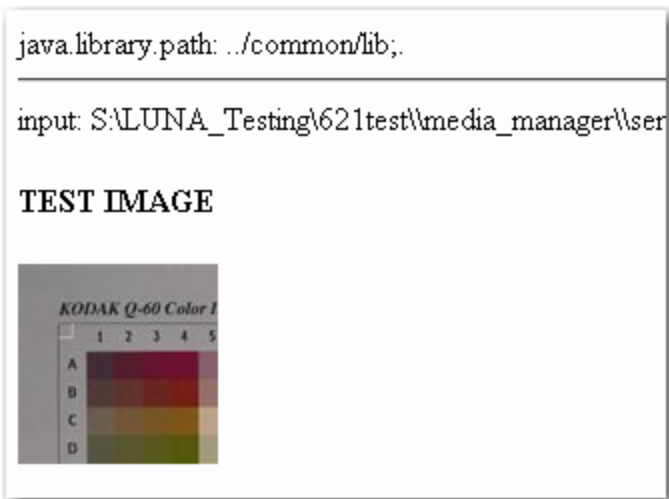 java.library.path: ../common/lib;.
input: S:\LUNA_Testing\621test\\media_manager\\ser
TEST IMAGE
KODAK Q-60 Color I
1 2 3 4 5
A
B
C
D